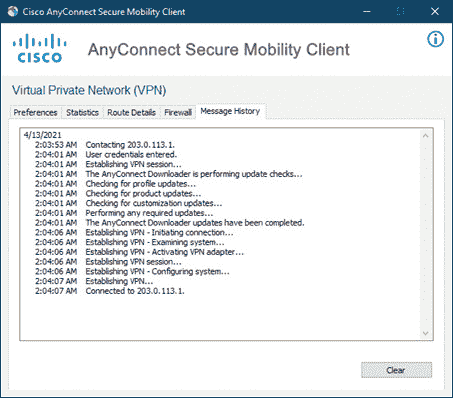 Cisco AnyConnect Secure Mobility Client
CISCO
AnyConnect Secure Mobility Client
Virtual Private Network (VPN)
Preferences Statistics Route Details Firewall Message History
4/13/2021
2:03:53 AM Contacting 203.0.113.1.
2:04:01 AM User credentials entered.
2:04:01 AM Establishing VPN session...
2:04:01 AM The AnyConnect Downloader is performing update checks...
2:04:01 AM Checking for profile updates...
2:04:01 AM Checking for product updates...
2:04:01 AM Checking for customization updates...
2:04:01 AM Performing any required updates...
2:04:01 AM The AnyConnect Downloader updates have been completed.
2:04:06 AM Establishing VPN - Initiating connection...
2:04:06 AM Establishing VPN - Examining system...
2:04:06 AM Establishing VPN - Activating VPN adapter...
2:04:06 AM Establishing VPN session...
2:04:06 AM Establishing VPN - Configuring system...
2:04:07 AM Establishing VPN...
2:04:07 AM Connected to 203.0.113.1.
Clear